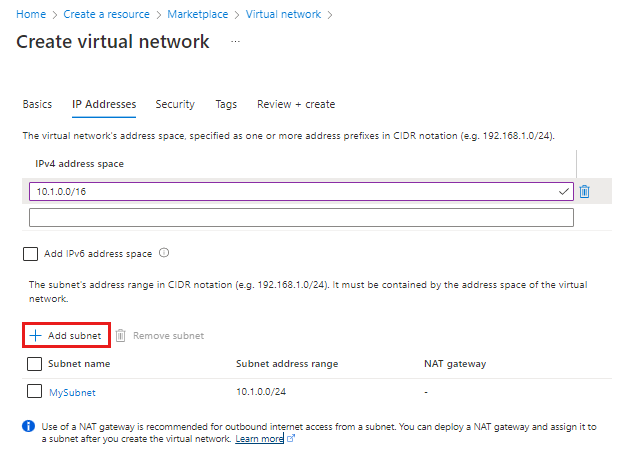 Home > Create a resource > Marketplace > Virtual network >
Create virtual network ...
Basics IP Addresses Security Tags Review + create
The virtual network's address space, specified as one or more address prefixes in CIDR notation (e.g. 192.168.1.0/24).
IPv4 address space
10.1.0.0/16
Add IPv6 address space
The subnet's address range in CIDR notation (e.g. 192.168.1.0/24). It must be contained by the address space of the virtual
network.
+ Add subnet Remove subnet
Subnet name Subnet address range NAT gateway
MySubnet 10.1.0.0/24 -
Use of a NAT gateway is recommended for outbound internet access from a subnet. You can deploy a NAT gateway and assign it to
a subnet after you create the virtual network. Learn more